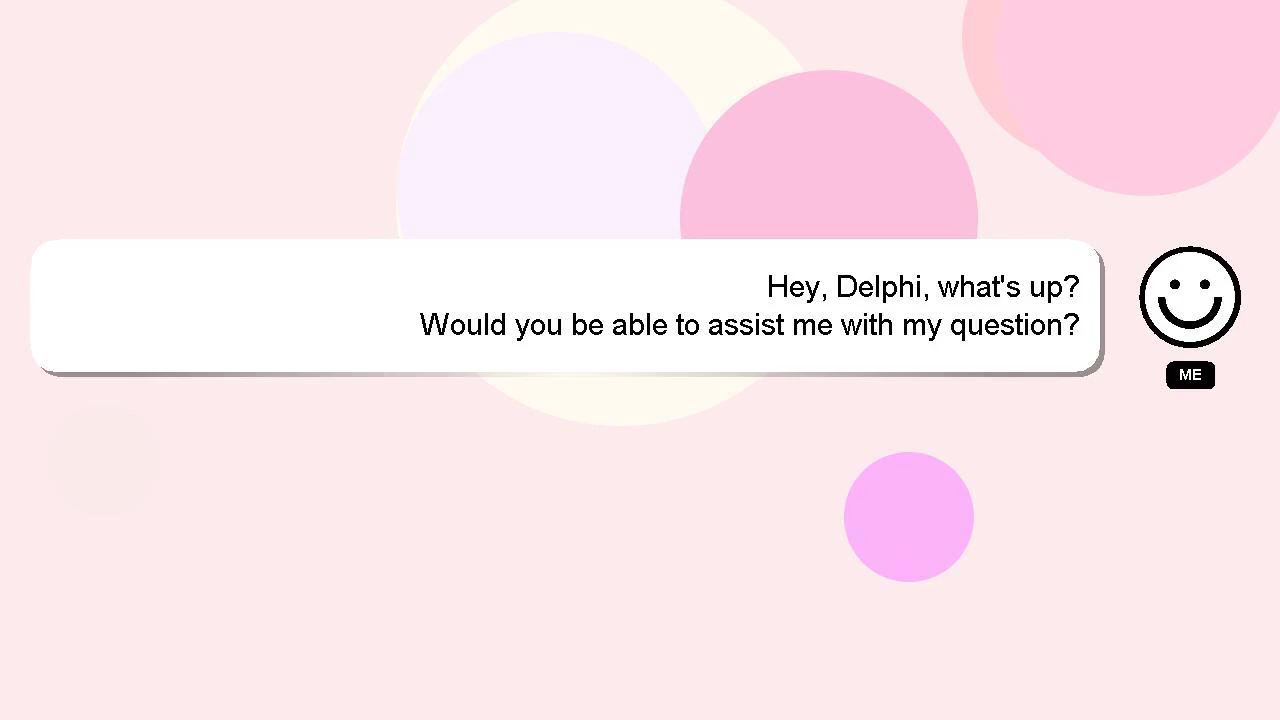 Hey, Delphi, what's up?
Would you be able to assist me with my question?
ME